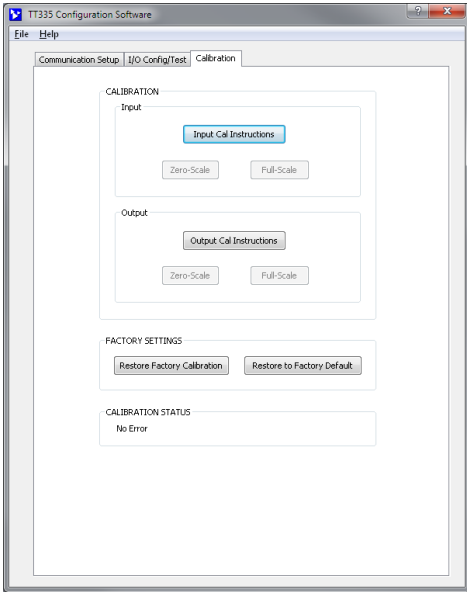 TT335 Configuration Software
File Help
Communication Setup I/O Config/Test Calibration
CALIBRATION
Input
Input Cal Instructions
Zero-Scale Full-Scale
Output
Output Cal Instructions
Zero-Scale Full-Scale
FACTORY SETTINGS
Restore Factory Calibration Restore to Factory Default
CALIBRATION STATUS
No Error